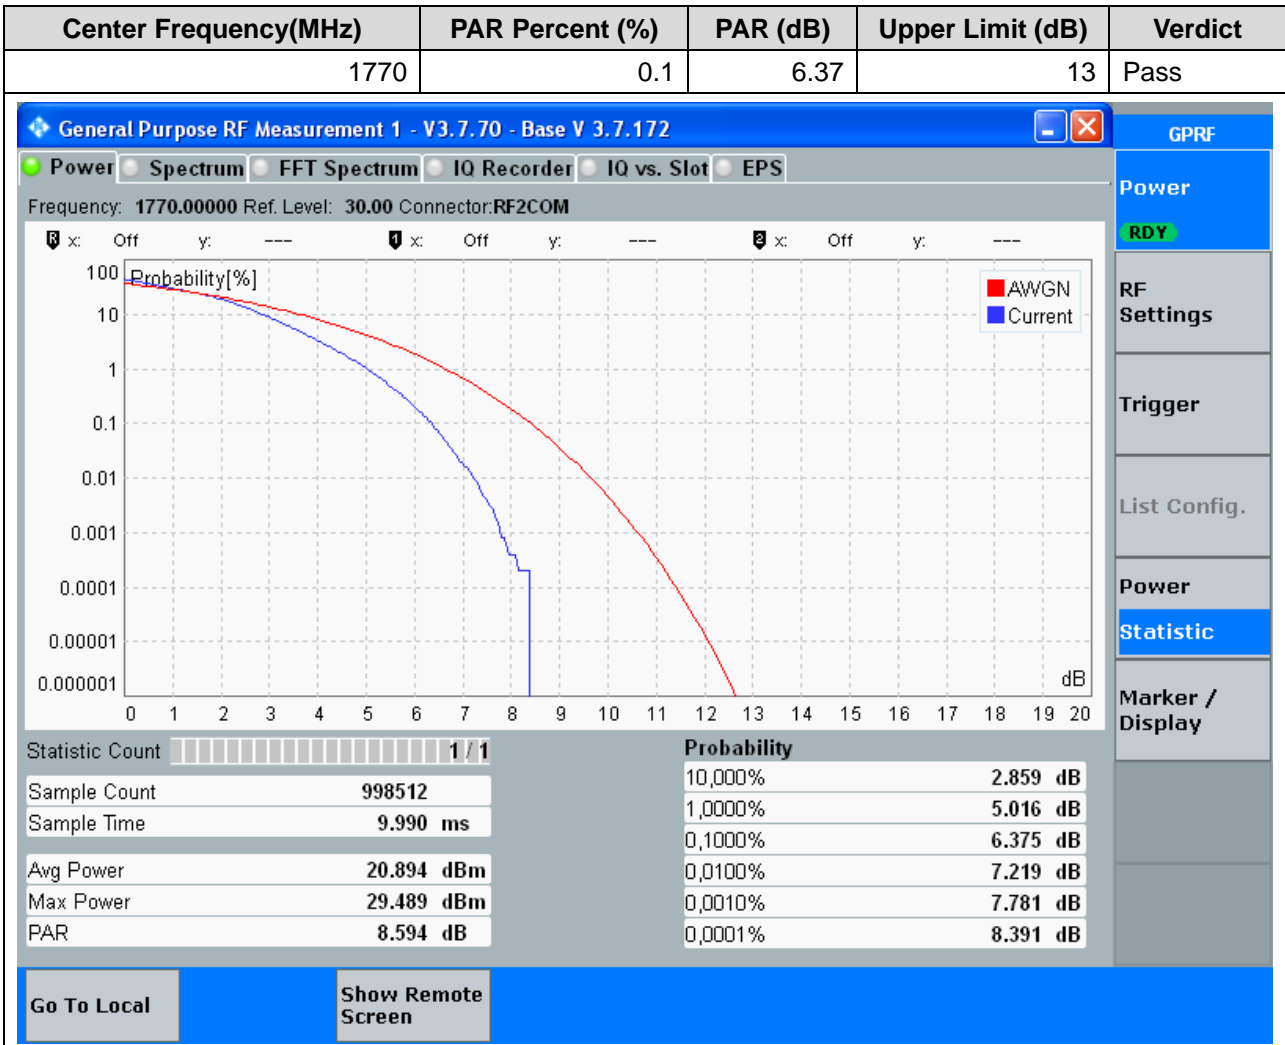 Center Frequency(MHz) PAR Percent (%) PAR (dB) Upper Limit (dB) Verdict
1770 0.1 6.37 13 Pass
General Purpose RF Measurement 1 - V3.7.70 - Base V 3.7.172
GPRF
Power Spectrum FFT Spectrum IQ Recorder IQ vs. Slot EPS
Power
RDY
Frequency: 1770.00000 Ref. Level: 30.00 Connector:RF2COM
R x: Off y: --- 1 x: Off y: --- 2 x: Off y: ---
Probability[%]
AWGN
Current
100
10
1
0.1
0.01
0.001
0.0001
0.00001
0.000001
dB
0 1 2 3 4 5 6 7 8 9 10 11 12 13 14 15 16 17 18 19 20
RF
Settings
Trigger
List Config.
Power
Statistic
Marker /
Display
Statistic Count 1 / 1
Sample Count 998512
Sample Time 9.990 ms
Avg Power 20.894 dBm
Max Power 29.489 dBm
PAR 8.594 dB
Probability
10,000% 2.859 dB
1,0000% 5.016 dB
0,1000% 6.375 dB
0,0100% 7.219 dB
0,0010% 7.781 dB
0,0001% 8.391 dB
Go To Local
Show Remote
Screen